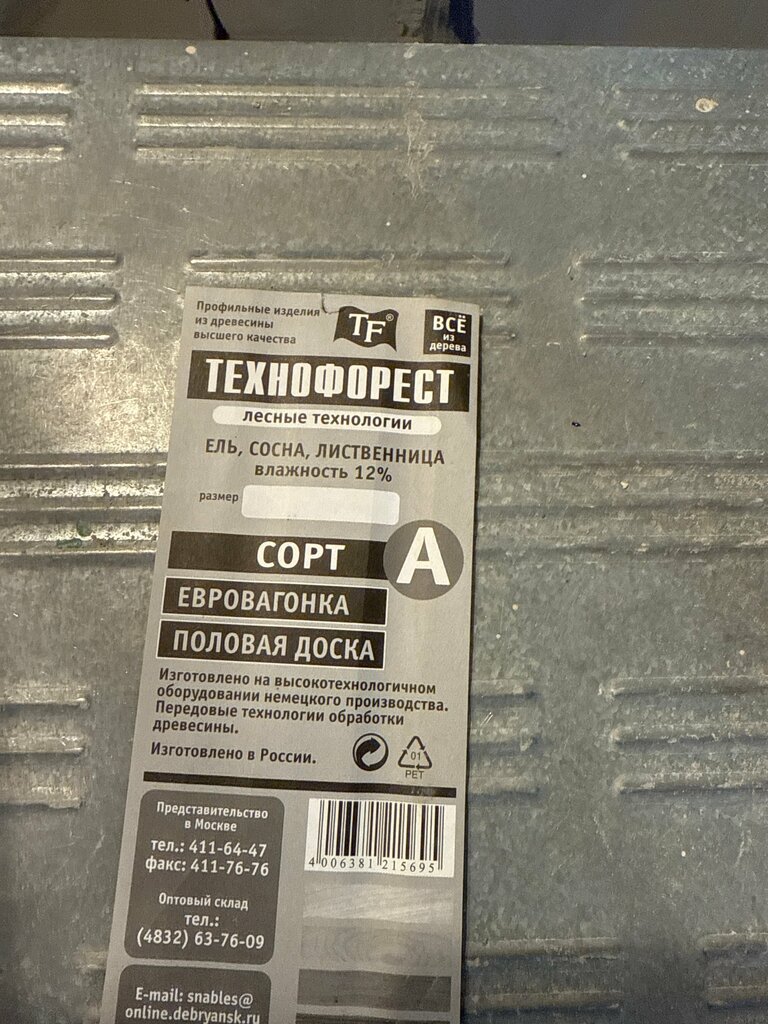 Профильные изделия
из древесины
высшего качества
TF®
ВСЁ
из
дерева
ТЕХНОФОРЕСТ
лесные технологии
ЕЛЬ, СОСНА, ЛИСТВЕННИЦА
влажность 12%
размер
СОРТ А
ЕВРОВАГОНКА
ПОЛОВАЯ ДОСКА
Изготовлено на высокотехнологичном
оборудовании немецкого производства.
Передовые технологии обработки
древесины.
Изготовлено в России.
01
PET
Представительство
в Москве
тел.: 411-64-47
факс: 411-76-76
Оптовый склад
тел.:
(4832) 63-76-09
4 006381 215695
E-mail: snables@
online.debryansk.ru